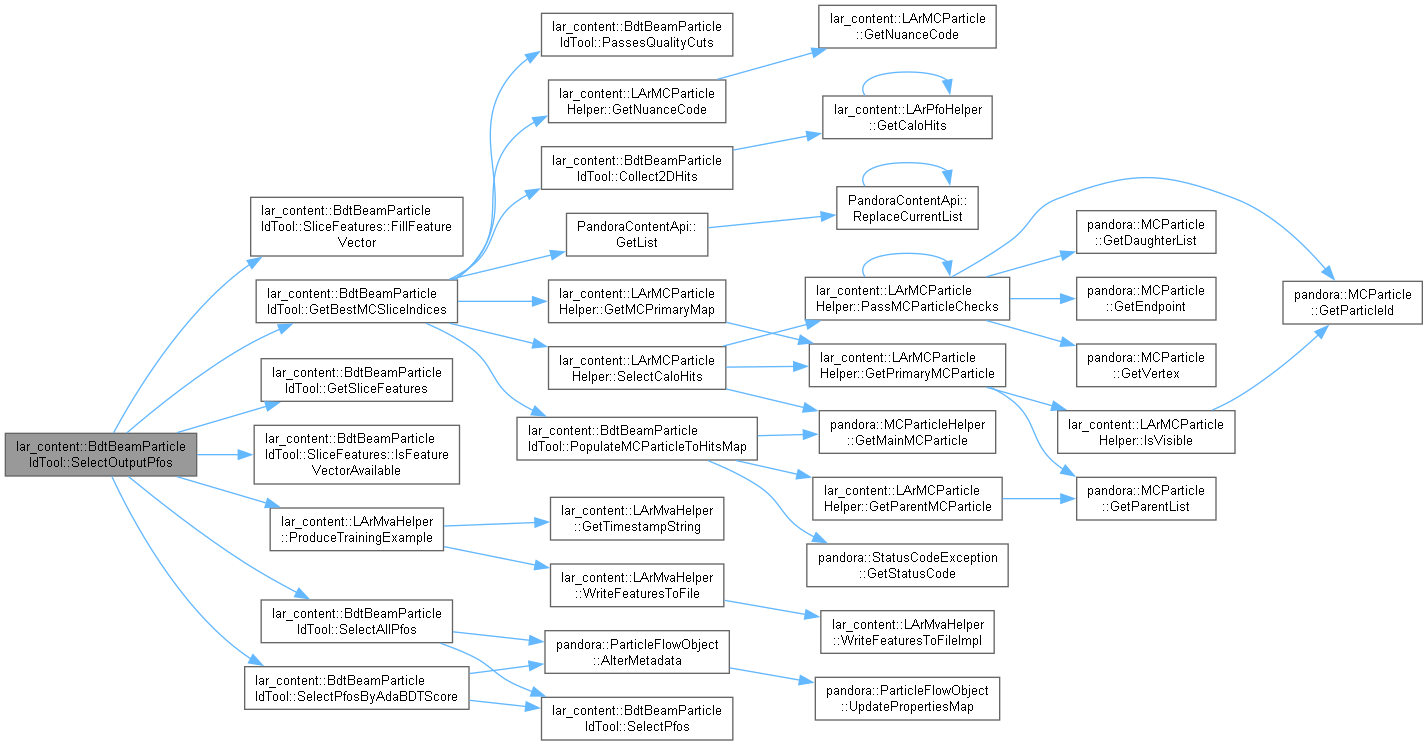 lar_content::BdtBeamParticle
IdTool::SelectOutputPfos
lar_content::BdtBeamParticle
IdTool::SliceFeatures::FillFeature
Vector
lar_content::BdtBeamParticle
IdTool::GetBestMCSliceIndices
lar_content::BdtBeamParticle
IdTool::GetSliceFeatures
lar_content::BdtBeamParticle
IdTool::SliceFeatures::IsFeature
VectorAvailable
lar_content::LArMvaHelper
::ProduceTrainingExample
lar_content::BdtBeamParticle
IdTool::SelectAllPfos
lar_content::BdtBeamParticle
IdTool::SelectPfosByAdaBDTScore
lar_content::BdtBeamParticle
IdTool::PassesQualityCuts
lar_content::LArMCParticle
Helper::GetNuanceCode
lar_content::BdtBeamParticle
IdTool::Collect2DHits
PandoraContentApi::
GetList
lar_content::LArMCParticle
Helper::GetMCPrimaryMap
lar_content::LArMCParticle
Helper::SelectCaloHits
lar_content::BdtBeamParticle
IdTool::PopulateMCParticleToHitsMap
lar_content::LArMvaHelper
::GetTimestampString
lar_content::LArMvaHelper
::WriteFeaturesToFile
pandora::ParticleFlowObject
::AlterMetadata
lar_content::BdtBeamParticle
IdTool::SelectPfos
lar_content::LArMCParticle
::GetNuanceCode
lar_content::LArPfoHelper
::GetCaloHits
PandoraContentApi::
ReplaceCurrentList
lar_content::LArMCParticle
Helper::PassMCParticleChecks
lar_content::LArMCParticle
Helper::GetPrimaryMCParticle
pandora::MCParticleHelper
::GetMainMCParticle
lar_content::LArMCParticle
Helper::GetParentMCParticle
pandora::StatusCodeException
::GetStatusCode
lar_content::LArMvaHelper
::WriteFeaturesToFileImpl
pandora::ParticleFlowObject
::UpdatePropertiesMap
pandora::MCParticle
::GetDaughterList
pandora::MCParticle
::GetEndpoint
pandora::MCParticle
::GetVertex
lar_content::LArMCParticle
Helper::IsVisible
pandora::MCParticle
::GetParentList
pandora::MCParticle
::GetParticleId